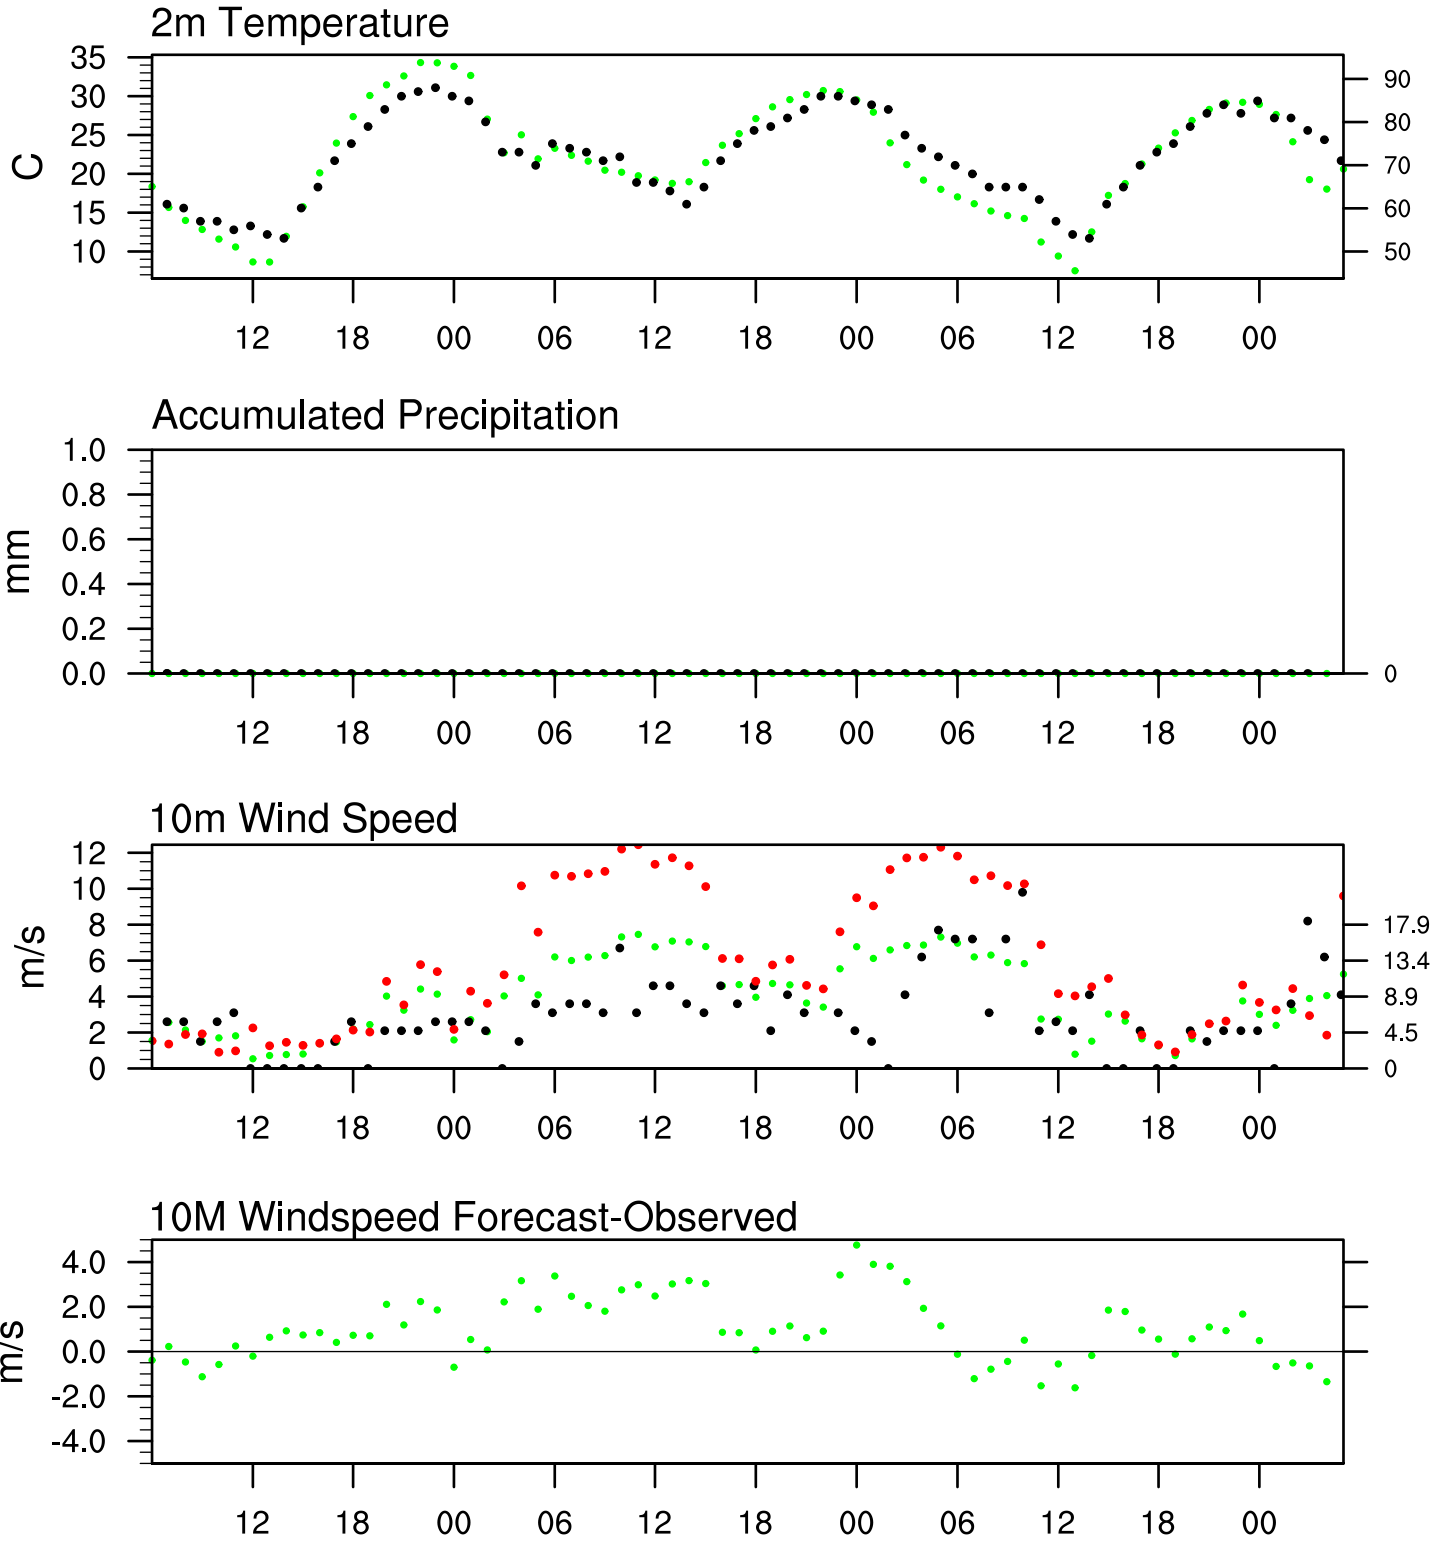 2m Temperature
35
30
25
20
15
10
C
90
80
70
60
50
12 18 00 06 12 18 00 06 12 18 00
Accumulated Precipitation
1.0
0.8
0.6
0.4
0.2
0.0
mm
0
12 18 00 06 12 18 00 06 12 18 00
10m Wind Speed
12
10
8
6
4
2
0
m/s
17.9
13.4
8.9
4.5
0
12 18 00 06 12 18 00 06 12 18 00
10M Windspeed Forecast-Observed
4.0
2.0
0.0
-2.0
-4.0
m/s
12 18 00 06 12 18 00 06 12 18 00